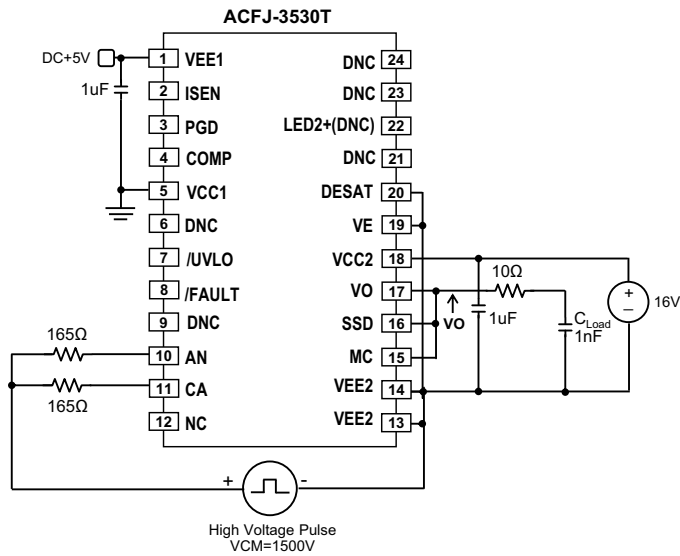 ACFJ-3530T
DC+5V
1uF
1 VEE1
2 ISEN
3 PGD
4 COMP
5 VCC1
6 DNC
7 /UVLO
8 /FAULT
9 DNC
10 AN
11 CA
12 NC
165Ω
165Ω
DNC 24
DNC 23
LED2+(DNC) 22
DNC 21
DESAT 20
VE 19
VCC2 18
VO 17
SSD 16
MC 15
VEE2 14
VEE2 13
10Ω
VO
1uF
CLoad
1nF
+
–
16V
+ -
High Voltage Pulse
VCM=1500V